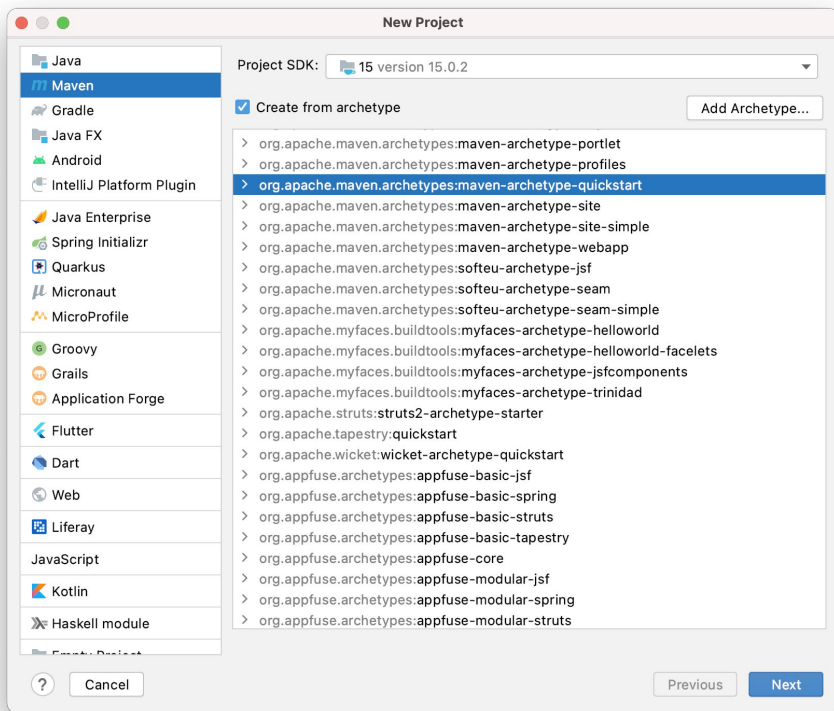 New Project
Java
Maven
Gradle
Java FX
Android
IntelliJ Platform Plugin
Java Enterprise
Spring Initializr
Quarkus
Micronaut
MicroProfile
Groovy
Grails
Application Forge
Flutter
Dart
Web
Liferay
JavaScript
Kotlin
Haskell module
Empty Project
Project SDK: 15 version 15.0.2
Create from archetype
Add Archetype...
org.apache.maven.archetypes:maven-archetype-portlet
org.apache.maven.archetypes:maven-archetype-profiles
org.apache.maven.archetypes:maven-archetype-quickstart
org.apache.maven.archetypes:maven-archetype-site
org.apache.maven.archetypes:maven-archetype-site-simple
org.apache.maven.archetypes:maven-archetype-webapp
org.apache.maven.archetypes:softeu-archetype-jsf
org.apache.maven.archetypes:softeu-archetype-seam
org.apache.maven.archetypes:softeu-archetype-seam-simple
org.apache.myfaces.buildtools:myfaces-archetype-helloworld
org.apache.myfaces.buildtools:myfaces-archetype-helloworld-facelets
org.apache.myfaces.buildtools:myfaces-archetype-jsfcomponents
org.apache.myfaces.buildtools:myfaces-archetype-trinidad
org.apache.struts:struts2-archetype-starter
org.apache.tapestry:quickstart
org.apache.wicket:wicket-archetype-quickstart
org.appfuse.archetypes:appfuse-basic-jsf
org.appfuse.archetypes:appfuse-basic-spring
org.appfuse.archetypes:appfuse-basic-struts
org.appfuse.archetypes:appfuse-basic-tapestry
org.appfuse.archetypes:appfuse-core
org.appfuse.archetypes:appfuse-modular-jsf
org.appfuse.archetypes:appfuse-modular-spring
org.appfuse.archetypes:appfuse-modular-struts
?
Cancel
Previous
Next